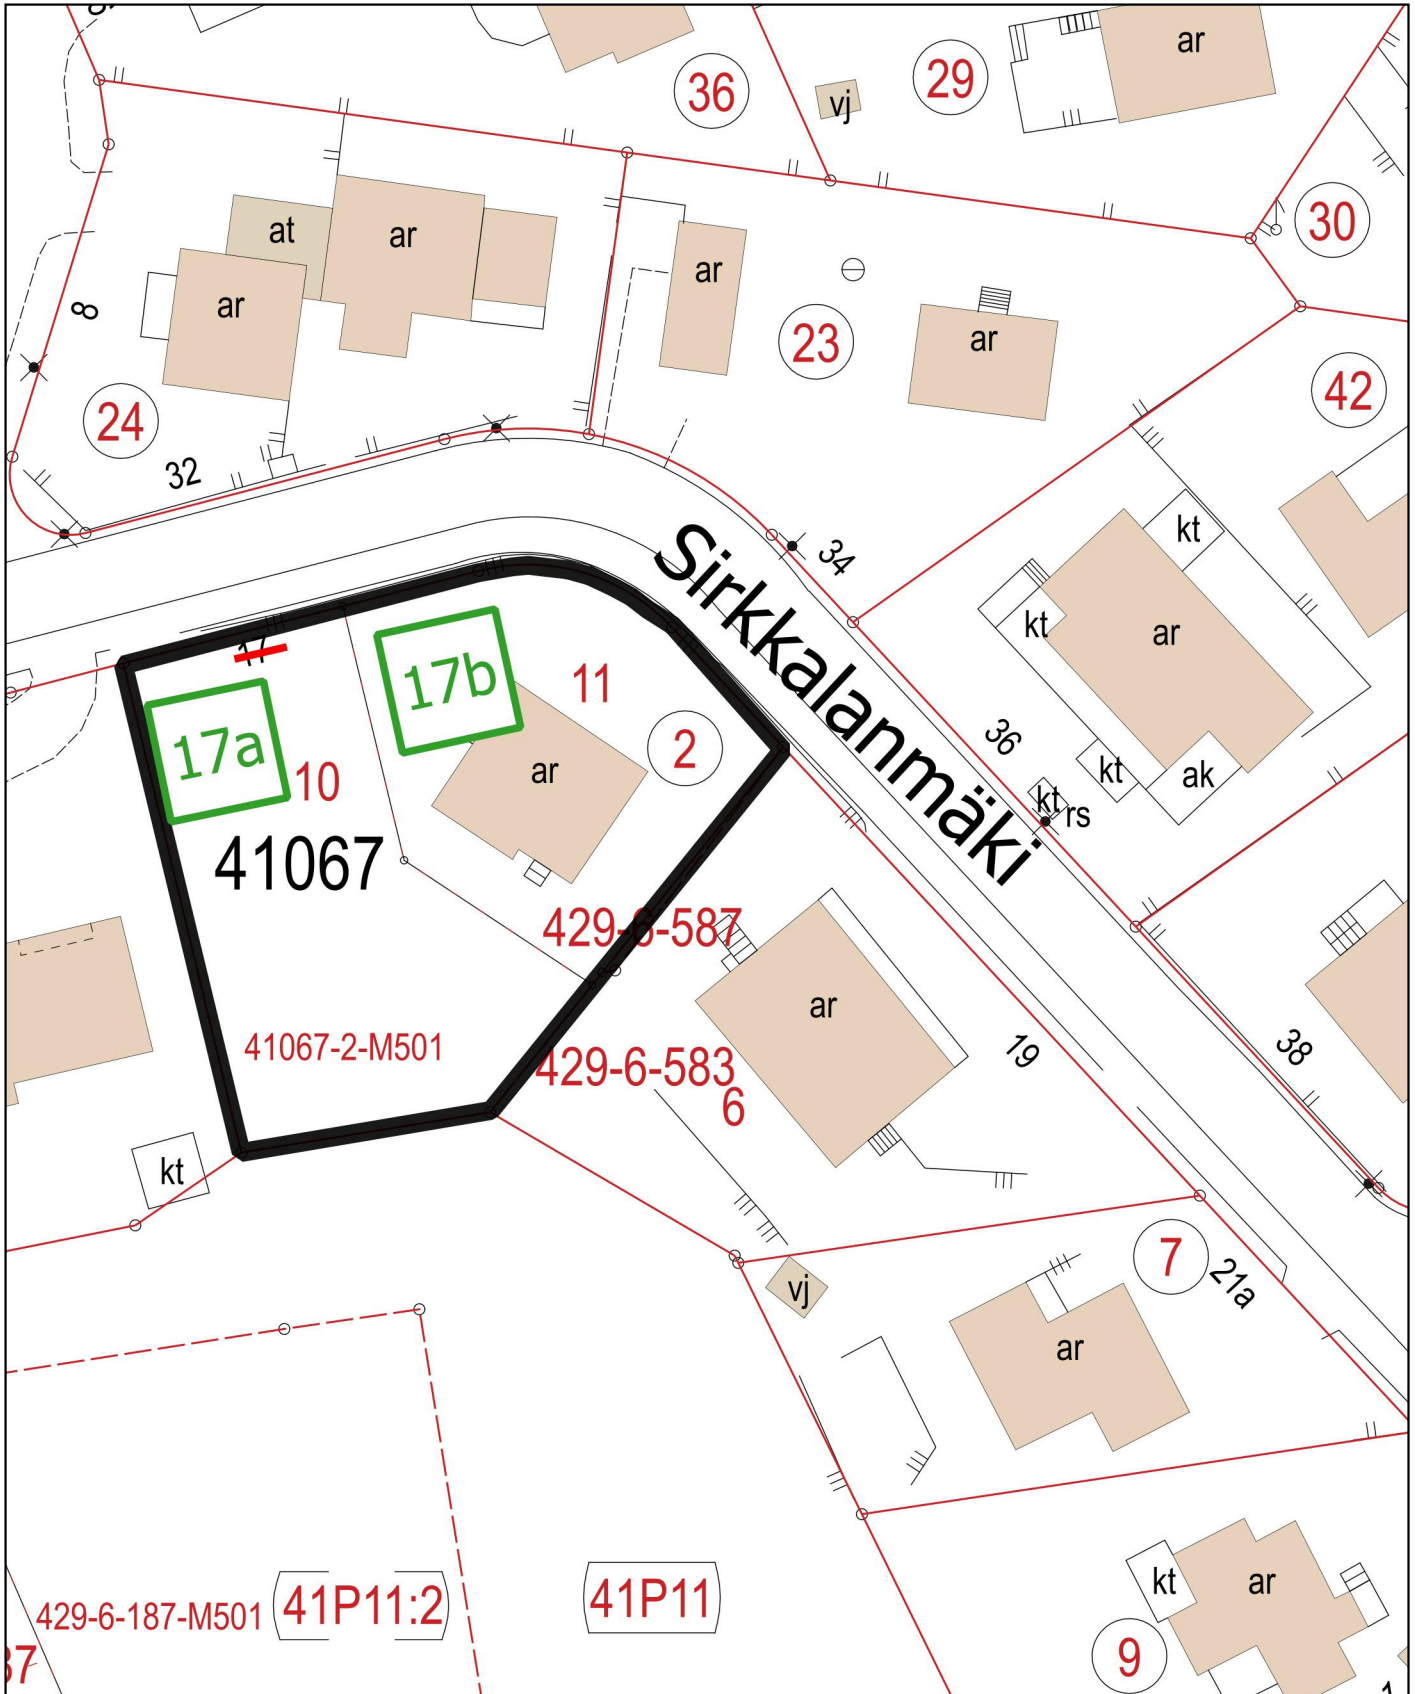 36
29
ar
vj
30
at
ar
ar
ar
23
ar
8
24
42
32
kt
Sirkkalanmäki
34
kt
ar
17
17b
11
17a
10
2
ar
36
kt
ak
kt
rs
41067
429-6-587
ar
19
38
41067-2-M501
429-6-583
6
kt
7
21a
vj
ar
429-6-187-M501
41P11:2
41P11
kt
ar
9
37